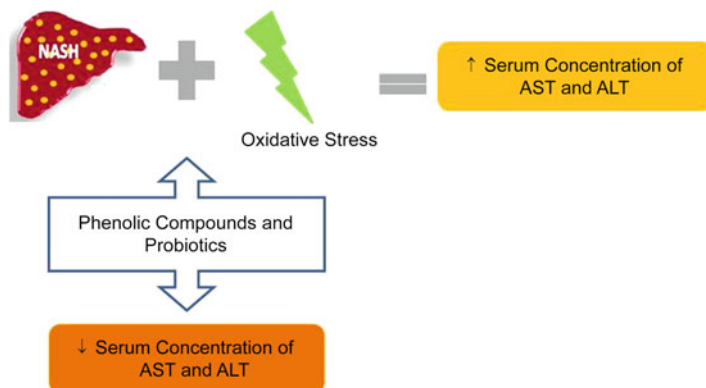 NASH
↑ Serum Concentration of
AST and ALT
Oxidative Stress
Phenolic Compounds and
Probiotics
↓ Serum Concentration of
AST and ALT